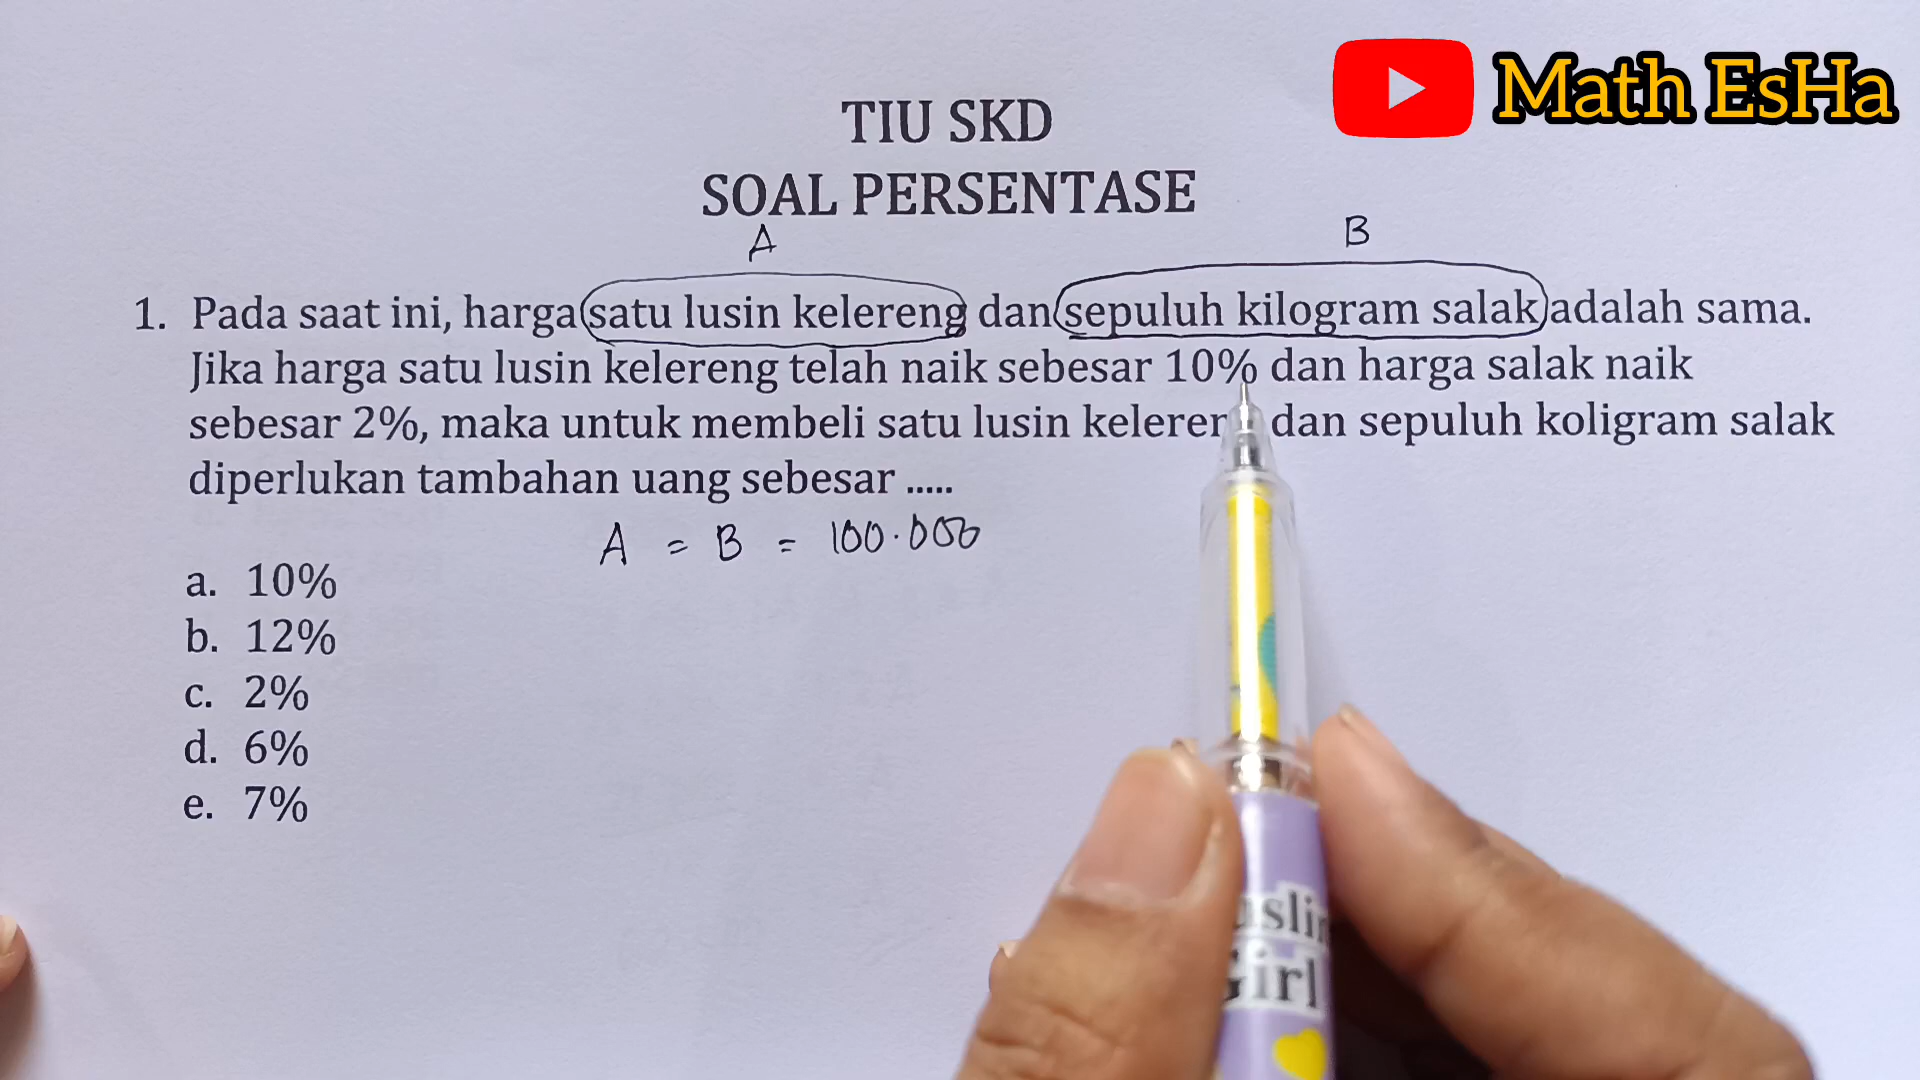 Math EsHa
TIU SKD
SOAL PERSENTASE
A B
1. Pada saat ini, harga satu lusin kelereng dan sepuluh kilogram salak adalah sama.
Jika harga satu lusin kelereng telah naik sebesar 10% dan harga salak naik
sebesar 2%, maka untuk membeli satu lusin dan sepuluh koligram salak
diperlukan tambahan uang sebesar .....
A = B = 100.000
a. 10%
b. 12%
c. 2%
d. 6%
e. 7%
Girl